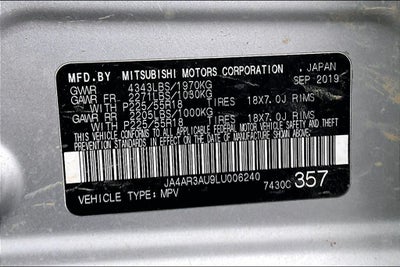 MFD.BY MITSUBISHI MOTORS CORPORATION, JAPAN
GVWR 4343LBS/1970KG SEP 2019
GAWR FR 2271LBS/1030KG
WITH P225/55R18 TIRES 18X7.0J RIMS
GAWR RR 2205LBS/1000KG
WITH P225/55R18 TIRES 18X7.0J RIMS
THIS VEHICLE CONFORMS TO ALL APPLICABLE U.S.
FEDERAL MOTOR VEHICLE SAFETY STANDARDS IN EFFECT
ON THE DATE OF MANUFACTURE SHOWN ABOVE.
JA4AR3AU9LU006240
VEHICLE TYPE: MPV 7430C 357